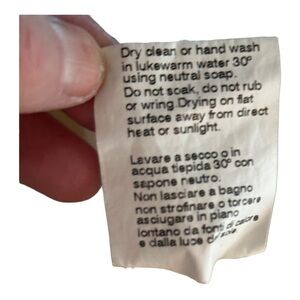 Dry clean or hand wash
in lukewarm water 30°
using neutral soap.
Do not soak, do not rub
or wring.Drying on flat
surface away from direct
heat or sunlight.
Lavare a secco o in
acqua tiepida 30° con
sapone neutro.
Non lasciare a bagno
non strofinare o torcere
asciugare in piano
lontano da fonti di calore
e dalla luce del sole.